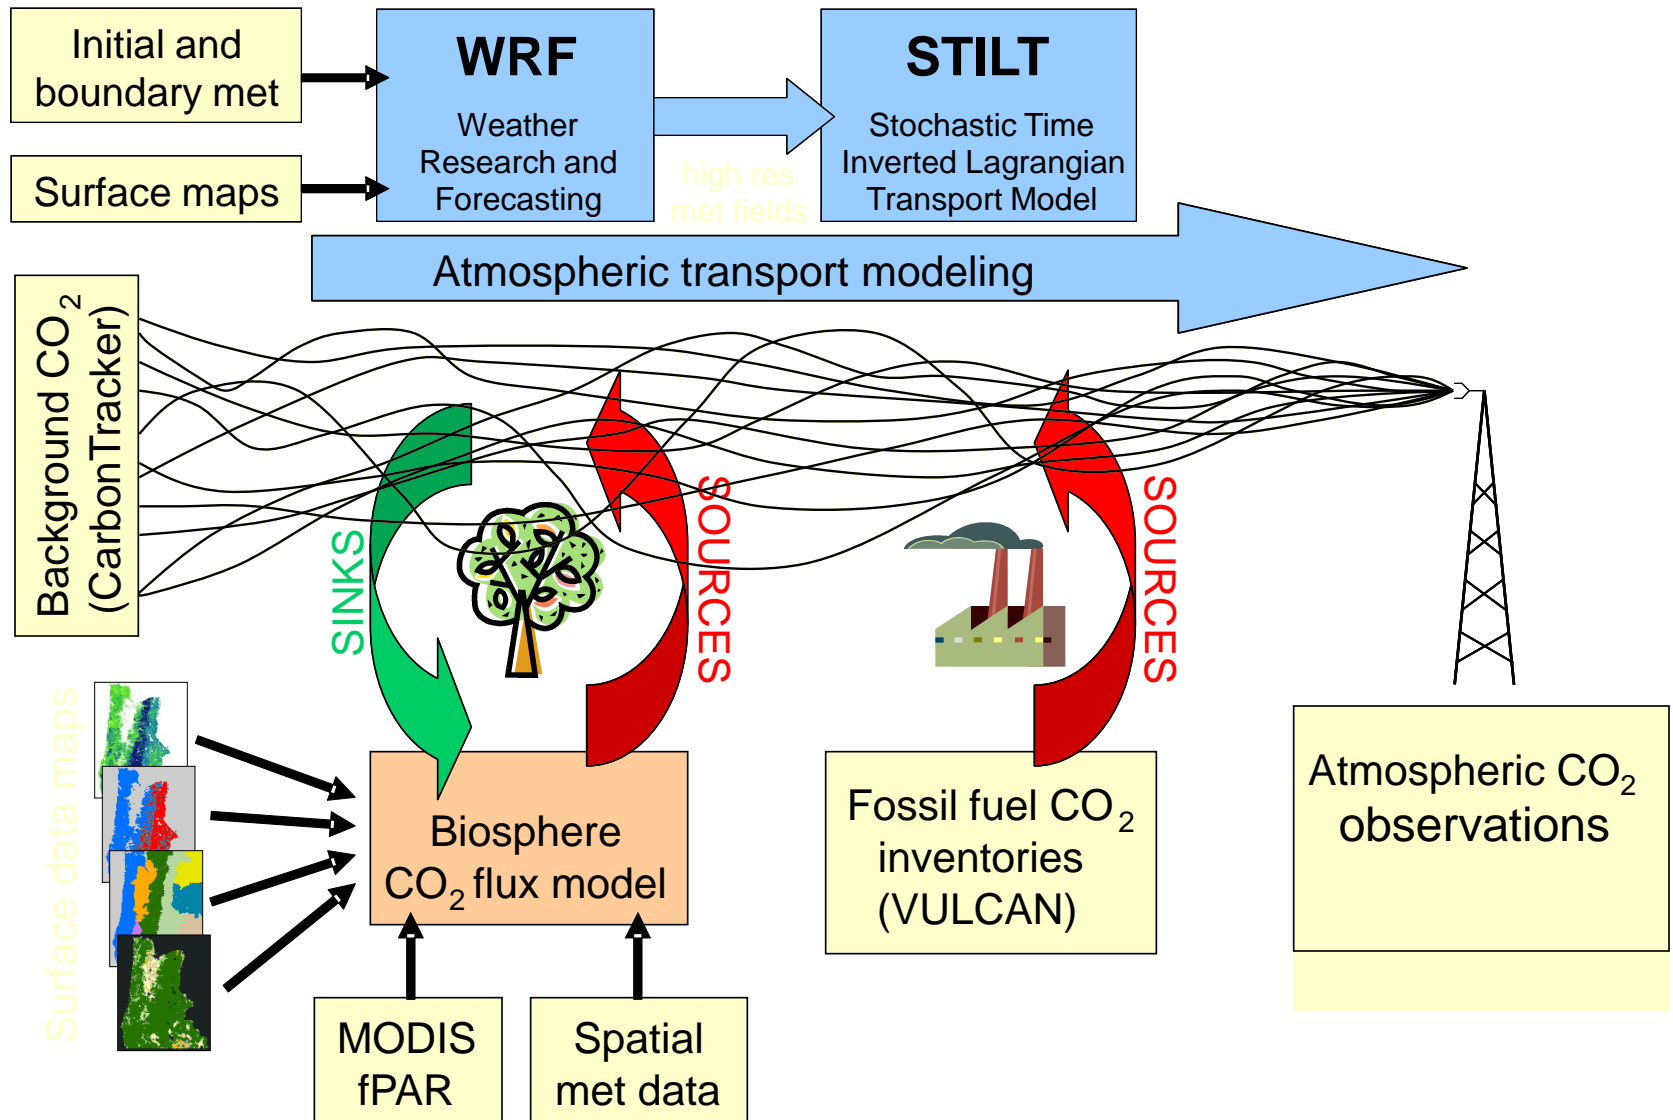 Initial and
boundary met
Surface maps
WRF
Weather
Research and
Forecasting
high res
met fields
STILT
Stochastic Time
Inverted Lagrangian
Transport Model
Atmospheric transport modeling
Background CO2
(CarbonTracker)
SINKS
SOURCES
SOURCES
Surface data maps
Biosphere
CO2 flux model
Fossil fuel CO2
inventories
(VULCAN)
Atmospheric CO2
observations
MODIS
fPAR
Spatial
met data